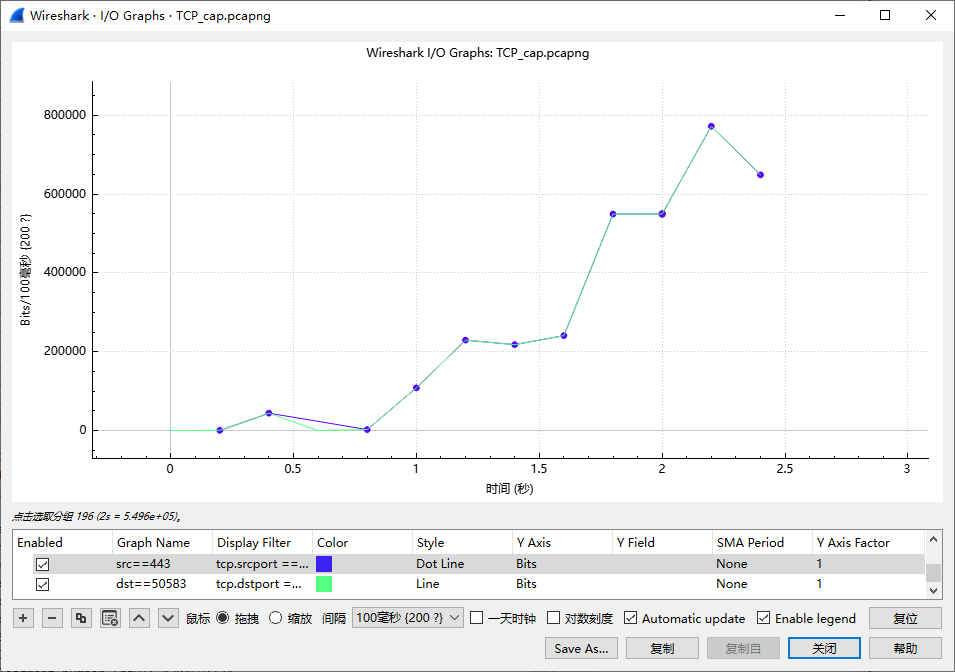 Wireshark · I/O Graphs · TCP_cap.pcapng
Wireshark I/O Graphs: TCP_cap.pcapng
800000
600000
400000
200000
0
Bits/100毫秒 {200 ?}
0 0.5 1 1.5 2 2.5 3
时间 (秒)
点击选取分组 196 (2s = 5.496e+05)。
Enabled Graph Name Display Filter Color Style Y Axis Y Field SMA Period Y Axis Factor
src==443 tcp.srcport ==... Dot Line Bits None 1
dst==50583 tcp.dstport =... Line Bits None 1
鼠标 拖拽 缩放 间隔 100毫秒 {200 ?} 一天时钟 对数刻度 Automatic update Enable legend 复位
Save As... 复制 复制自 关闭 帮助